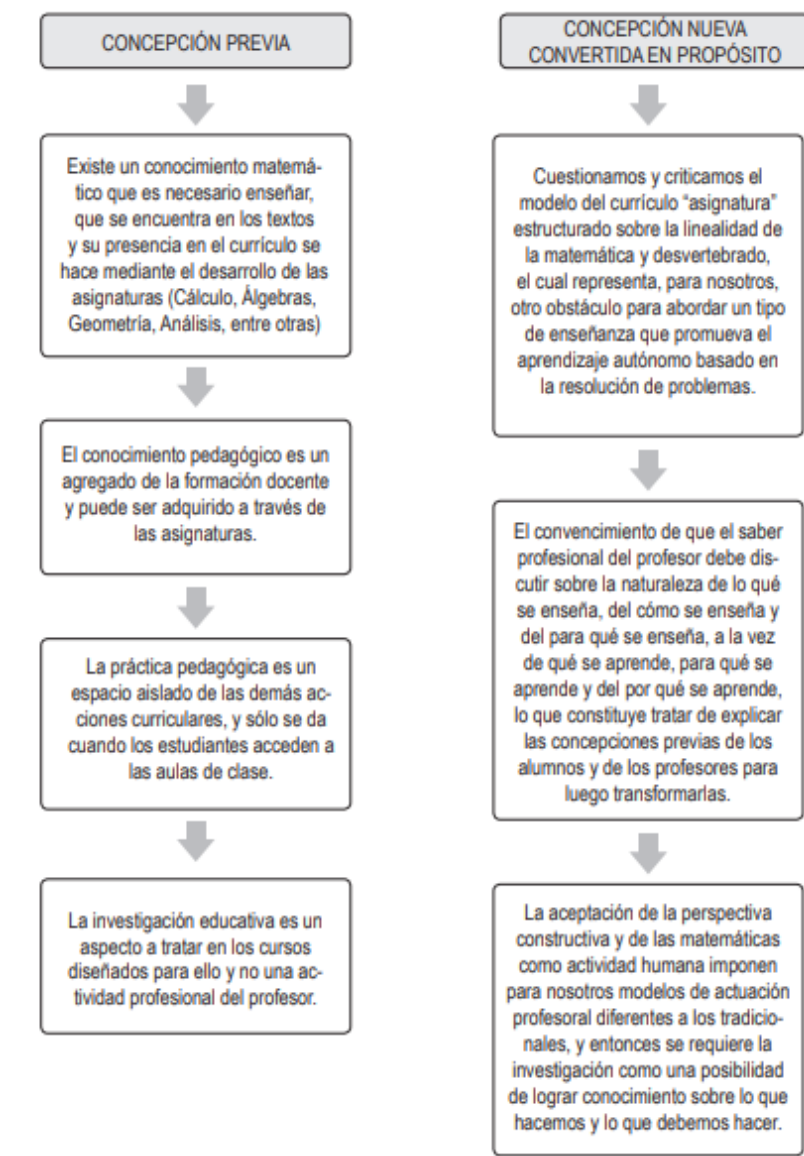 CONCEPCIÓN PREVIA
Existe un conocimiento matemá-
tico que es necesario enseñar,
que se encuentra en los textos
y su presencia en el currículo se
hace mediante el desarrollo de las
asignaturas (Cálculo, Álgebras,
Geometría, Análisis, entre otras)
El conocimiento pedagógico es un
agregado de la formación docente
y puede ser adquirido a través de
las asignaturas.
La práctica pedagógica es un
espacio aislado de las demás ac-
ciones curriculares, y sólo se da
cuando los estudiantes acceden a
las aulas de clase.
La investigación educativa es un
aspecto a tratar en los cursos
diseñados para ello y no una ac-
tividad profesional del profesor.
CONCEPCIÓN NUEVA
CONVERTIDA EN PROPÓSITO
Cuestionamos y criticamos el
modelo del currículo “asignatura”
estructurado sobre la linealidad de
la matemática y desvertebrado,
el cual representa, para nosotros,
otro obstáculo para abordar un tipo
de enseñanza que promueva el
aprendizaje autónomo basado en
la resolución de problemas.
El convencimiento de que el saber
profesional del profesor debe dis-
cutir sobre la naturaleza de lo qué
se enseña, del cómo se enseña y
del para qué se enseña, a la vez
de qué se aprende, para qué se
aprende y del por qué se aprende,
lo que constituye tratar de explicar
las concepciones previas de los
alumnos y de los profesores para
luego transformarlas.
La aceptación de la perspectiva
constructiva y de las matemáticas
como actividad humana imponen
para nosotros modelos de actuación
profesoral diferentes a los tradicio-
nales, y entonces se requiere la
investigación como una posibilidad
de lograr conocimiento sobre lo que
hacemos y lo que debemos hacer.